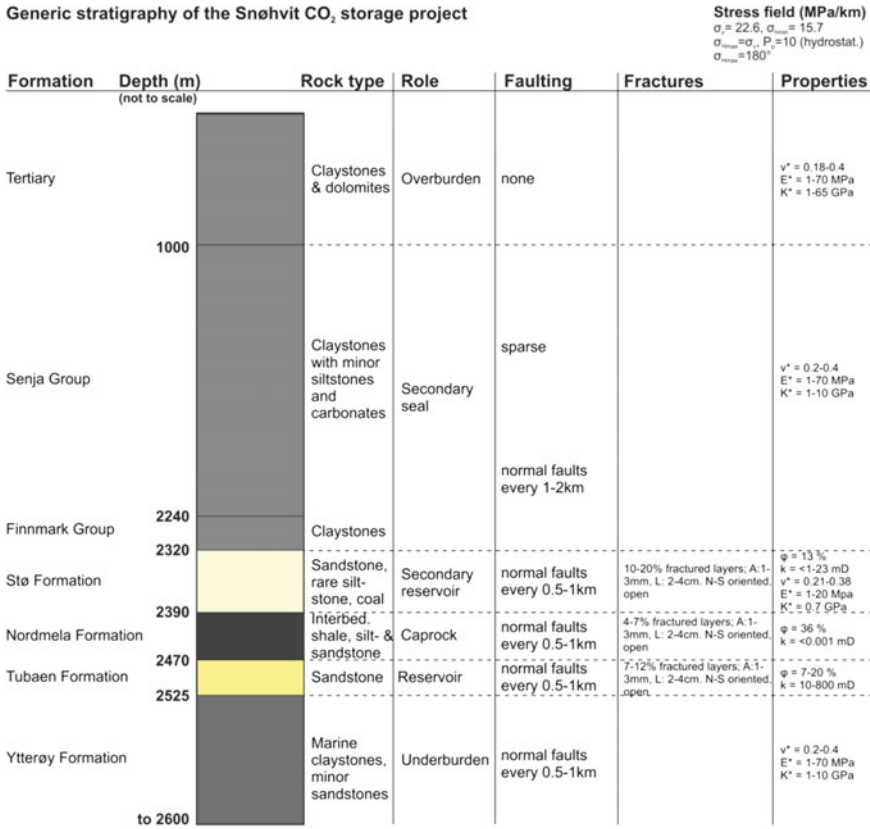 Generic stratigraphy of the Snøhvit CO₂ storage project
Stress field (MPa/km)
σᵥ= 22.6, σₕₘᵢₙ= 15.7
σHmax=σᵥ, Pₚ=10 (hydrostat.)
σHmax=180°
Formation Depth (m) Rock type Role Faulting Fractures Properties
(not to scale)
Tertiary
Claystones
& dolomites
Overburden
none
v* = 0.18-0.4
E* = 1-70 MPa
K* = 1-65 GPa
1000
Senja Group
Claystones
with minor
siltstones
and
carbonates
Secondary
seal
sparse
normal faults
every 1-2km
v* = 0.2-0.4
E* = 1-70 MPa
K* = 1-10 GPa
2240
Finnmark Group
Claystones
2320
Stø Formation
Sandstone,
rare silt-
stone, coal
Secondary
reservoir
normal faults
every 0.5-1km
10-20% fractured layers; A:1-
3mm, L: 2-4cm. N-S oriented,
open
φ = 13 %
k = <1-23 mD
v* = 0.21-0.38
E* = 1-20 Mpa
K* = 0.7 GPa
2390
Nordmela Formation
Interbed.
shale, silt- &
sandstone
Caprock
normal faults
every 0.5-1km
4-7% fractured layers; A:1-
3mm, L: 2-4cm. N-S oriented,
open
φ = 36 %
k = <0.001 mD
2470
Tubaen Formation
Sandstone
Reservoir
normal faults
every 0.5-1km
7-12% fractured layers; A:1-
3mm, L: 2-4cm. N-S oriented,
open
φ = 7-20 %
k = 10-800 mD
2525
Ytterøy Formation
Marine
claystones,
minor
sandstones
Underburden
normal faults
every 0.5-1km
v* = 0.2-0.4
E* = 1-70 MPa
K* = 1-10 GPa
to 2600